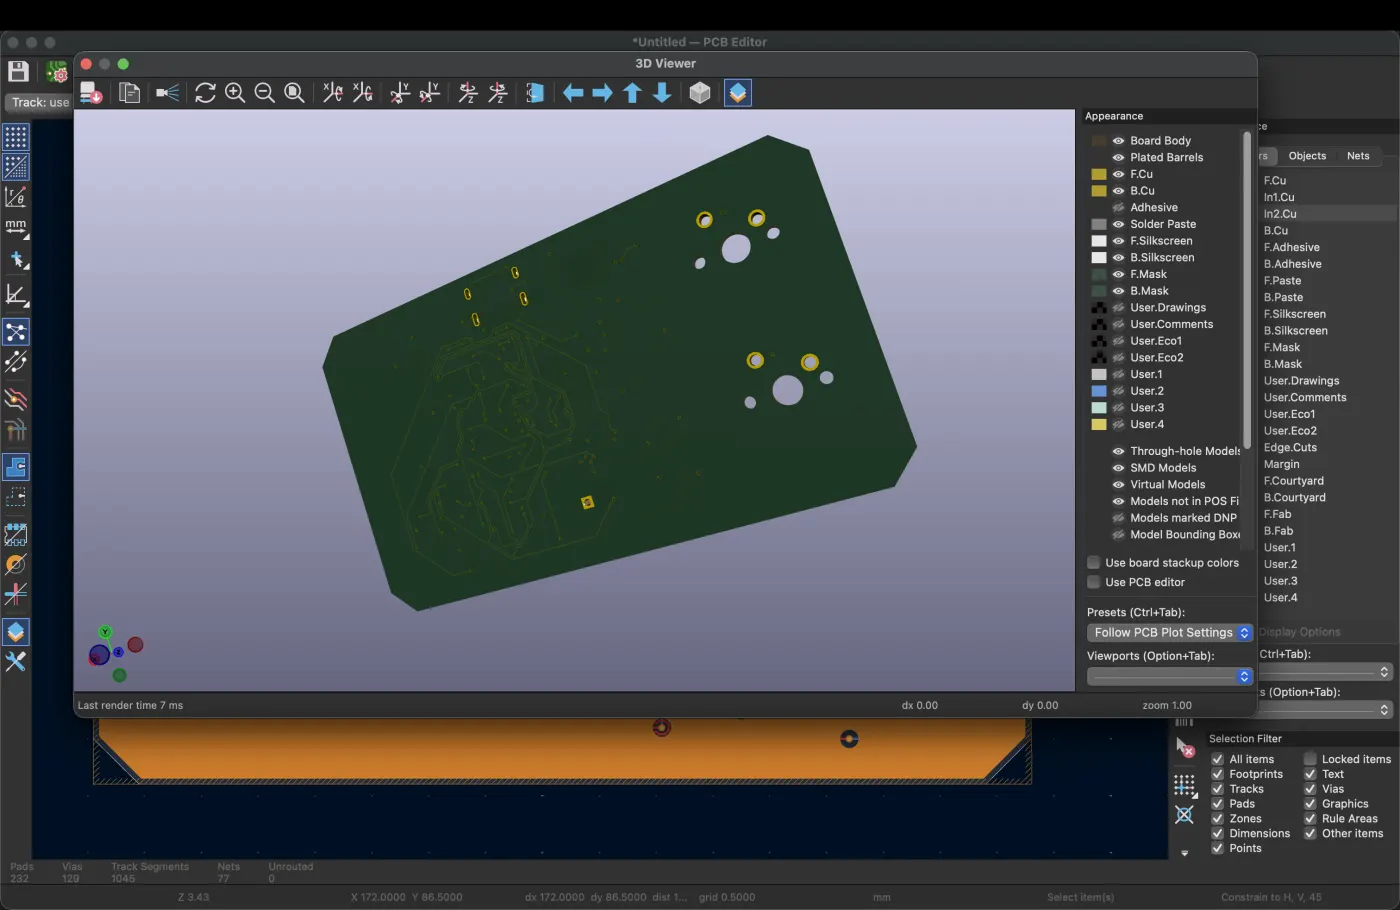 *Untitled — PCB Editor
3D Viewer
Track: use
Appearance
Board Body
Plated Barrels
F.Cu
B.Cu
Adhesive
Solder Paste
F.Silkscreen
B.Silkscreen
F.Mask
B.Mask
User.Drawings
User.Comments
User.Eco1
User.Eco2
User.1
User.2
User.3
User.4
Through-hole Models
SMD Models
Virtual Models
Models not in POS Fi
Models marked DNP
Model Bounding Boxe
Use board stackup colors
Use PCB editor
Presets (Ctrl+Tab):
Follow PCB Plot Settings
Viewports (Option+Tab):
Last render time 7 ms
dx 0.00
dy 0.00
zoom 1.00
ce
rs
Objects
Nets
F.Cu
In1.Cu
In2.Cu
B.Cu
F.Adhesive
B.Adhesive
F.Paste
B.Paste
F.Silkscreen
B.Silkscreen
F.Mask
B.Mask
User.Drawings
User.Comments
User.Eco1
User.Eco2
Edge.Cuts
Margin
F.Courtyard
B.Courtyard
F.Fab
B.Fab
User.1
User.2
User.3
User.4
Display Options
Ctrl+Tab):
s (Option+Tab):
Selection Filter
All items
Locked items
Footprints
Text
Tracks
Vias
Pads
Graphics
Zones
Rule Areas
Dimensions
Other items
Points
mm
Pads Vias Track Segments Nets Unrouted
232 129 1045 77 0
Z 3.43
X 172.0000 Y 86.5000
dx 172.0000 dy 86.5000 dist 1...
grid 0.5000
mm
Select item(s)
Constrain to H, V, 45